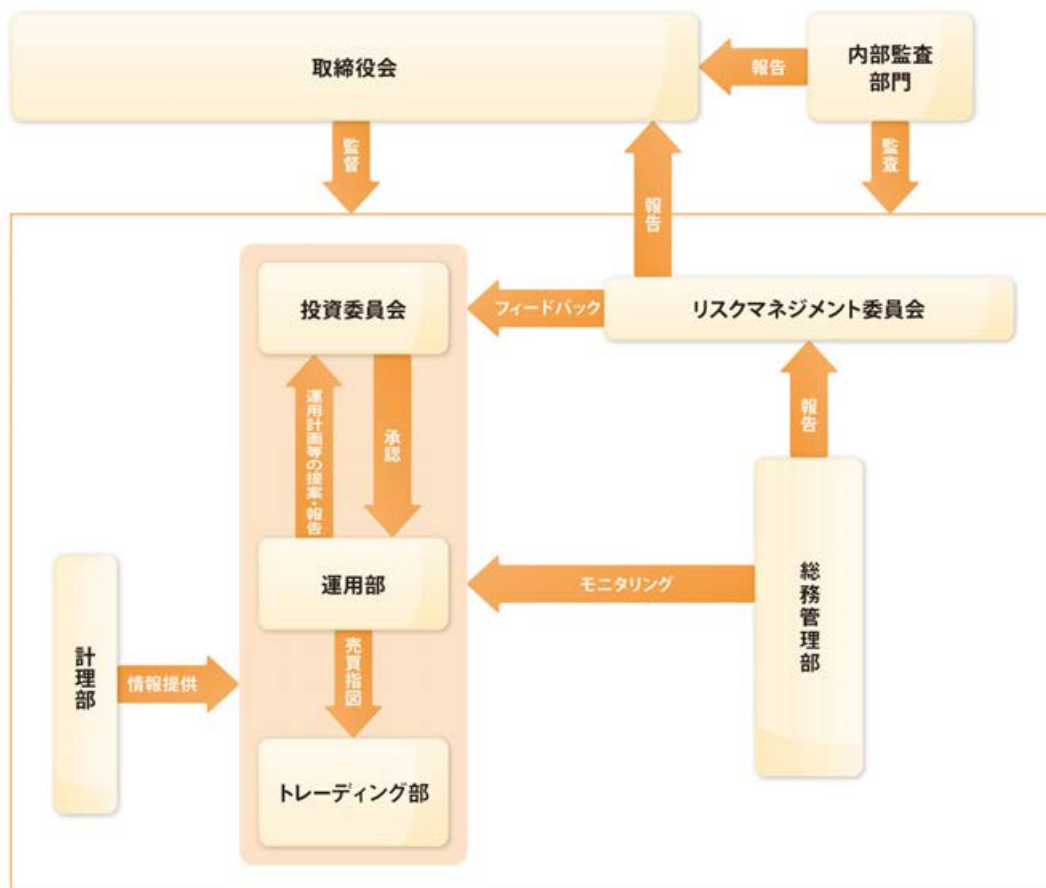 取締役会
報告
内部監査
部門
監督
報告
監査
投資委員会
フィードバック
リスクマネジメント委員会
運用計画等の提案・報告
承認
報告
運用部
モニタリング
総務管理部
計理部
情報提供
売買指図
トレーディング部